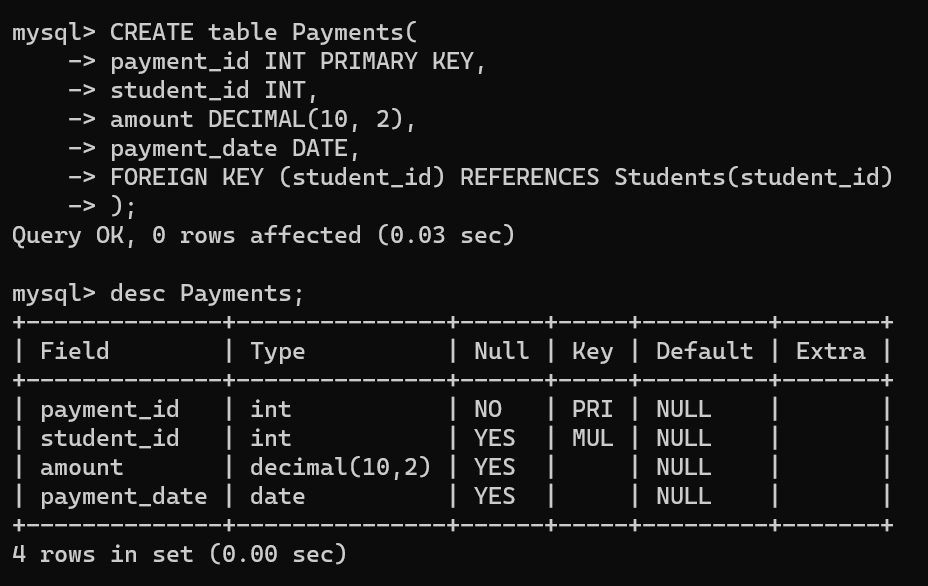 mysql> CREATE table Payments(
    -> payment_id INT PRIMARY KEY,
    -> student_id INT,
    -> amount DECIMAL(10, 2),
    -> payment_date DATE,
    -> FOREIGN KEY (student_id) REFERENCES Students(student_id)
    -> );
Query OK, 0 rows affected (0.03 sec)

mysql> desc Payments;
+--------------+---------------+------+-----+---------+-------+
| Field        | Type          | Null | Key | Default | Extra |
+--------------+---------------+------+-----+---------+-------+
| payment_id   | int           | NO   | PRI | NULL    |       |
| student_id   | int           | YES  | MUL | NULL    |       |
| amount       | decimal(10,2) | YES  |     | NULL    |       |
| payment_date | date          | YES  |     | NULL    |       |
+--------------+---------------+------+-----+---------+-------+
4 rows in set (0.00 sec)